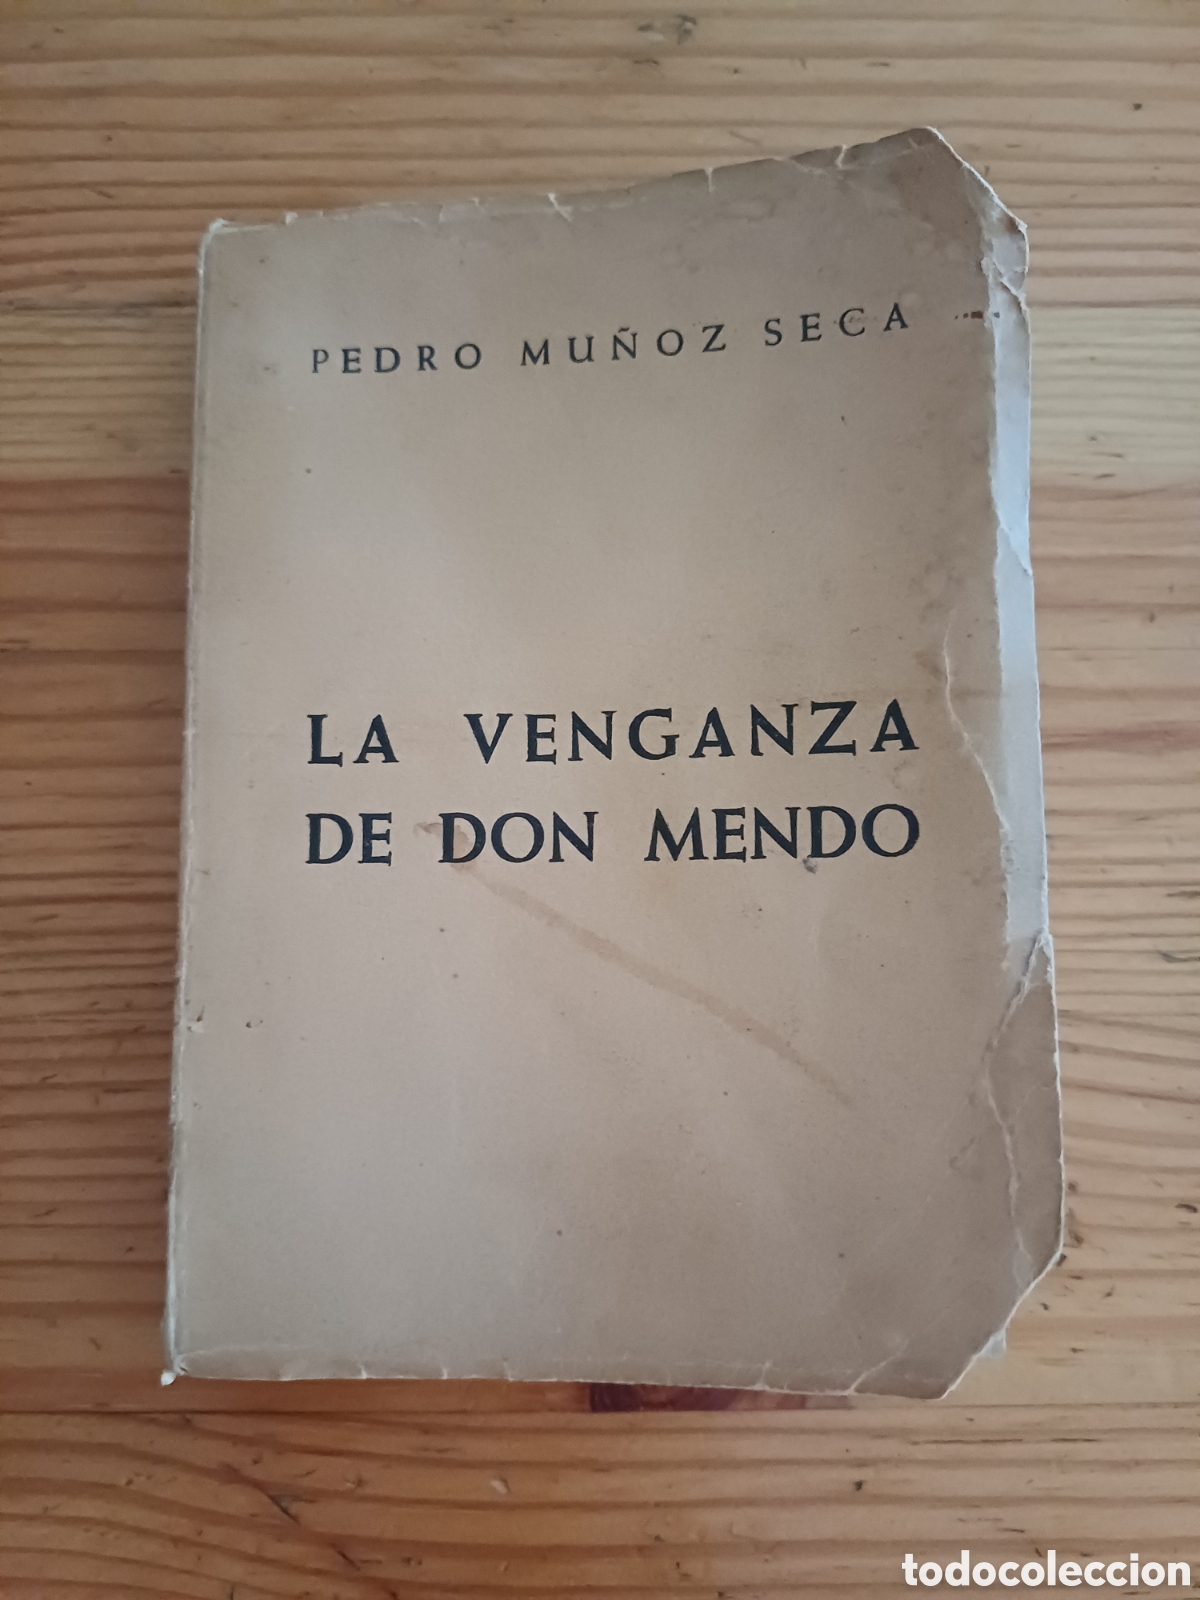 PEDRO MUÑOZ SECA
LA VENGANZA
DE DON MENDO
todocoleccion